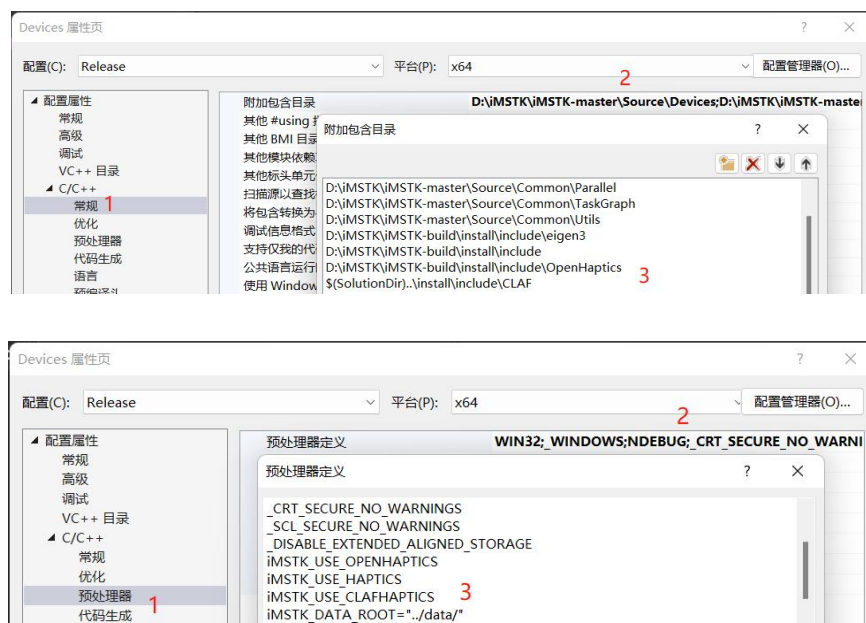 Devices 属性页 ? ×
配置(C): Release 平台(P): x64 配置管理器(O)...
2
配置属性
常规
高级
调试
VC++ 目录
C/C++
常规 1
优化
预处理器
代码生成
语言
附加包含目录 D:\iMSTK\iMSTK-master\Source\Devices;D:\iMSTK\iMSTK-maste
其他 #using
其他 BMI 目录
其他模块依赖
其他标头单元
扫描源以查找
将包含转换为
调试信息格式
支持仅我的代
公共语言运行
使用 Window
附加包含目录 ? ×
D:\iMSTK\iMSTK-master\Source\Common\Parallel
D:\iMSTK\iMSTK-master\Source\Common\TaskGraph
D:\iMSTK\iMSTK-master\Source\Common\Utils
D:\iMSTK\iMSTK-build\install\include\eigen3
D:\iMSTK\iMSTK-build\install\include
D:\iMSTK\iMSTK-build\install\include\OpenHaptics
3
$(SolutionDir)..\install\include\CLAF
Devices 属性页 ? ×
配置(C): Release 平台(P): x64 配置管理器(O)...
2
配置属性
常规
高级
调试
VC++ 目录
C/C++
常规
优化
预处理器 1
代码生成
预处理器定义 WIN32;_WINDOWS;NDEBUG;_CRT_SECURE_NO_WARNI
预处理器定义 ? ×
_CRT_SECURE_NO_WARNINGS
_SCL_SECURE_NO_WARNINGS
_DISABLE_EXTENDED_ALIGNED_STORAGE
iMSTK_USE_OPENHAPTICS
iMSTK_USE_HAPTICS
iMSTK_USE_CLAFHAPTICS 3
iMSTK_DATA_ROOT="../data/"